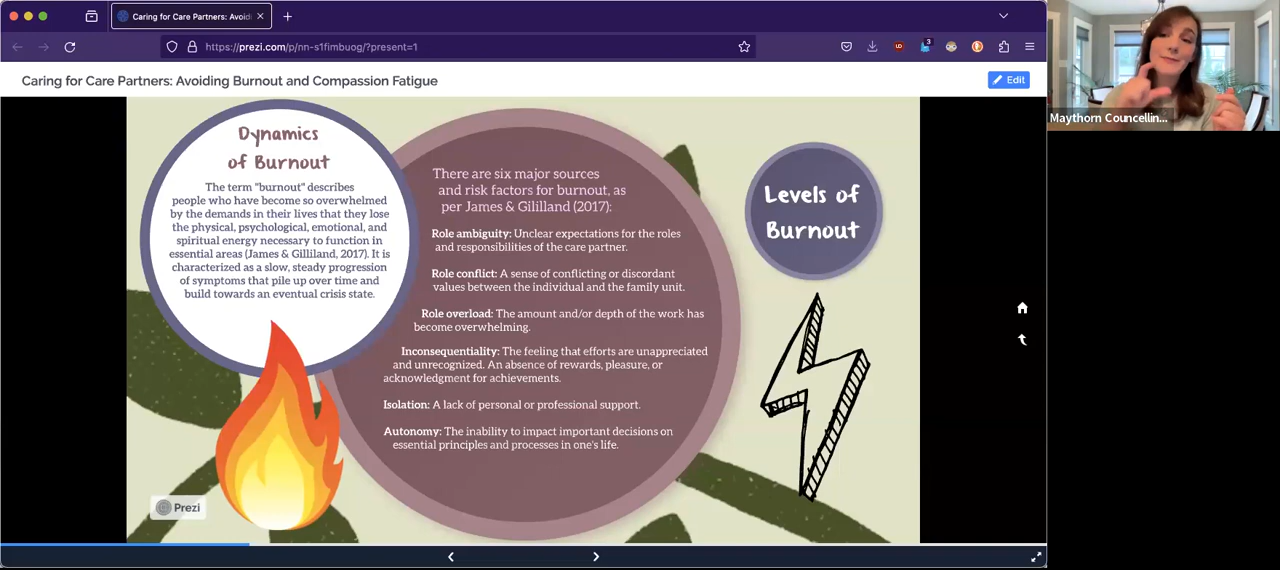 Caring for Care Partners: Avoidi
https://prezi.com/p/nn-s1fimbuog/?present=1
3
Caring for Care Partners: Avoiding Burnout and Compassion Fatigue
Edit
Maythorn Councellin...
Dynamics
of Burnout
The term "burnout" describes
people who have become so overwhelmed
by the demands in their lives that they lose
the physical, psychological, emotional, and
spiritual energy necessary to function in
essential areas (James & Gilliland, 2017). It is
characterized as a slow, steady progression
of symptoms that pile up over time and
build towards an eventual crisis state.
There are six major sources
and risk factors for burnout, as
per James & Gililland (2017):
Role ambiguity: Unclear expectations for the roles
and responsibilities of the care partner.
Role conflict: A sense of conflicting or discordant
values between the individual and the family unit.
Role overload: The amount and/or depth of the work has
become overwhelming.
Inconsequentiality: The feeling that efforts are unappreciated
and unrecognized. An absence of rewards, pleasure, or
acknowledgment for achievements.
Isolation: A lack of personal or professional support.
Autonomy: The inability to impact important decisions on
essential principles and processes in one's life.
Levels of
Burnout
Prezi